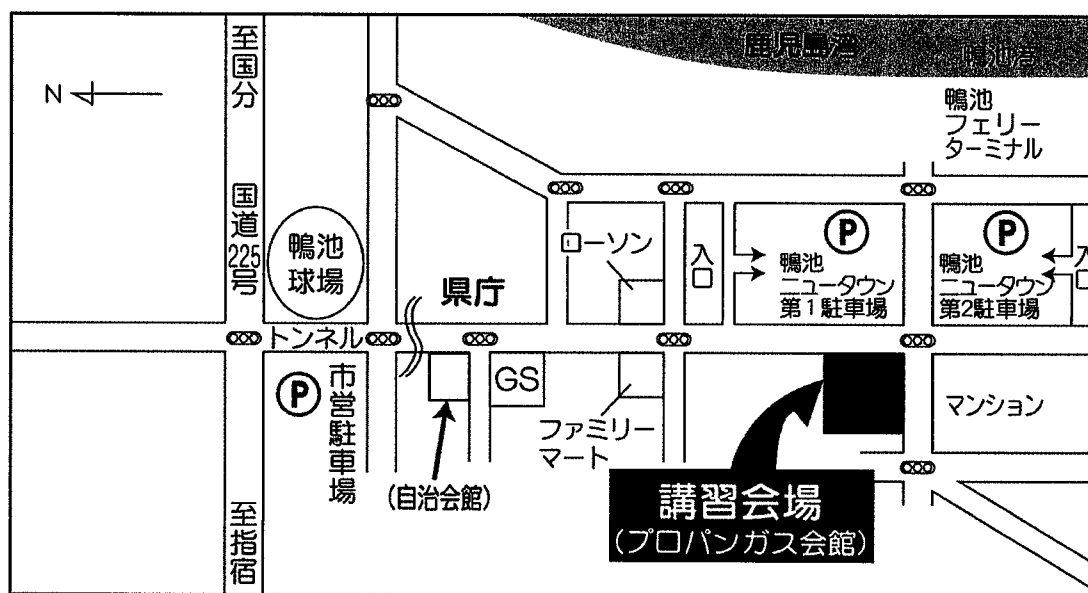 鹿児島湾
鴨池港
N
至国分
国道225号
至指宿
鴨池
球場
県庁
トンネル
P
市営駐車場
(自治会館)
GS
ローソン
ファミリー
マート
入口
P
鴨池
ニュータウン
第1駐車場
鴨池
フェリー
ターミナル
P
鴨池
ニュータウン
第2駐車場
入口
マンション
講習会場
(プロパンガス会館)